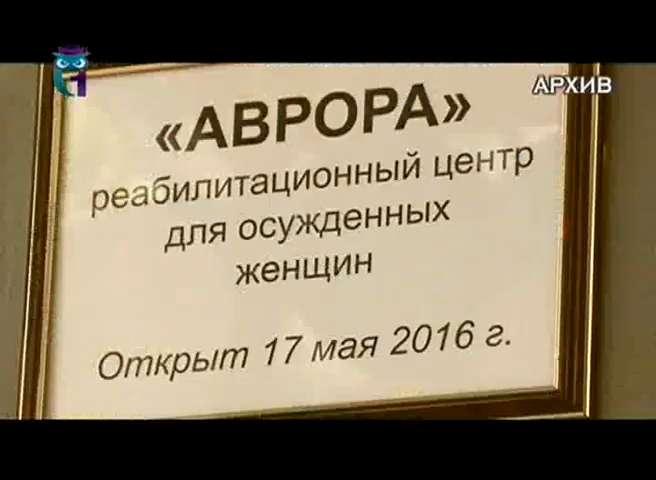 АРХИВ
«АВРОРА»
реабилитационный центр
для осужденных
женщин
Открыт 17 мая 2016 г.